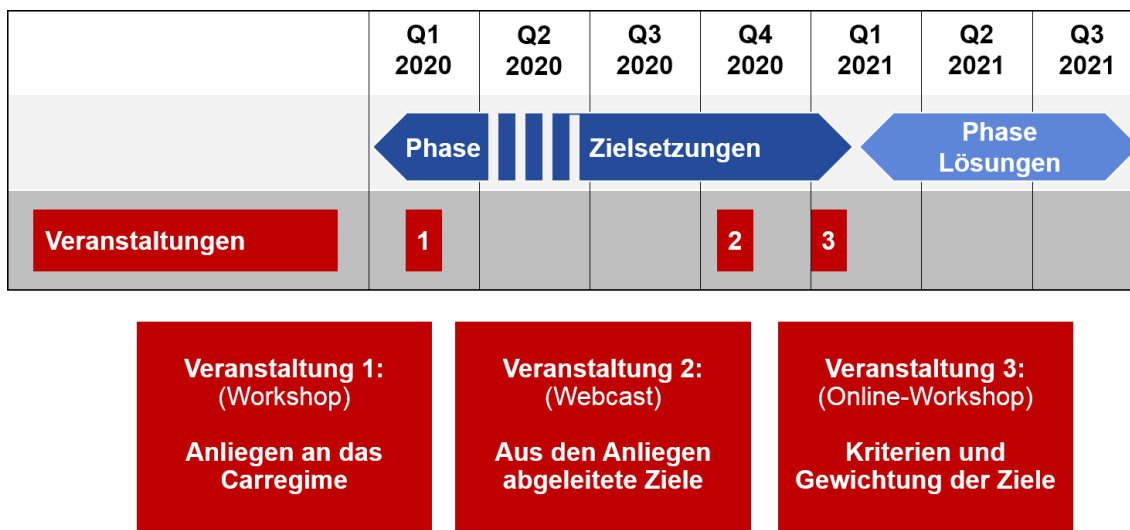 Q1 2020
Q2 2020
Q3 2020
Q4 2020
Q1 2021
Q2 2021
Q3 2021
Phase Zielsetzungen
Phase
Lösungen
Veranstaltungen
1
2
3
Veranstaltung 1:
(Workshop)
Anliegen an das
Carregime
Veranstaltung 2:
(Webcast)
Aus den Anliegen
abgeleitete Ziele
Veranstaltung 3:
(Online-Workshop)
Kriterien und
Gewichtung der Ziele